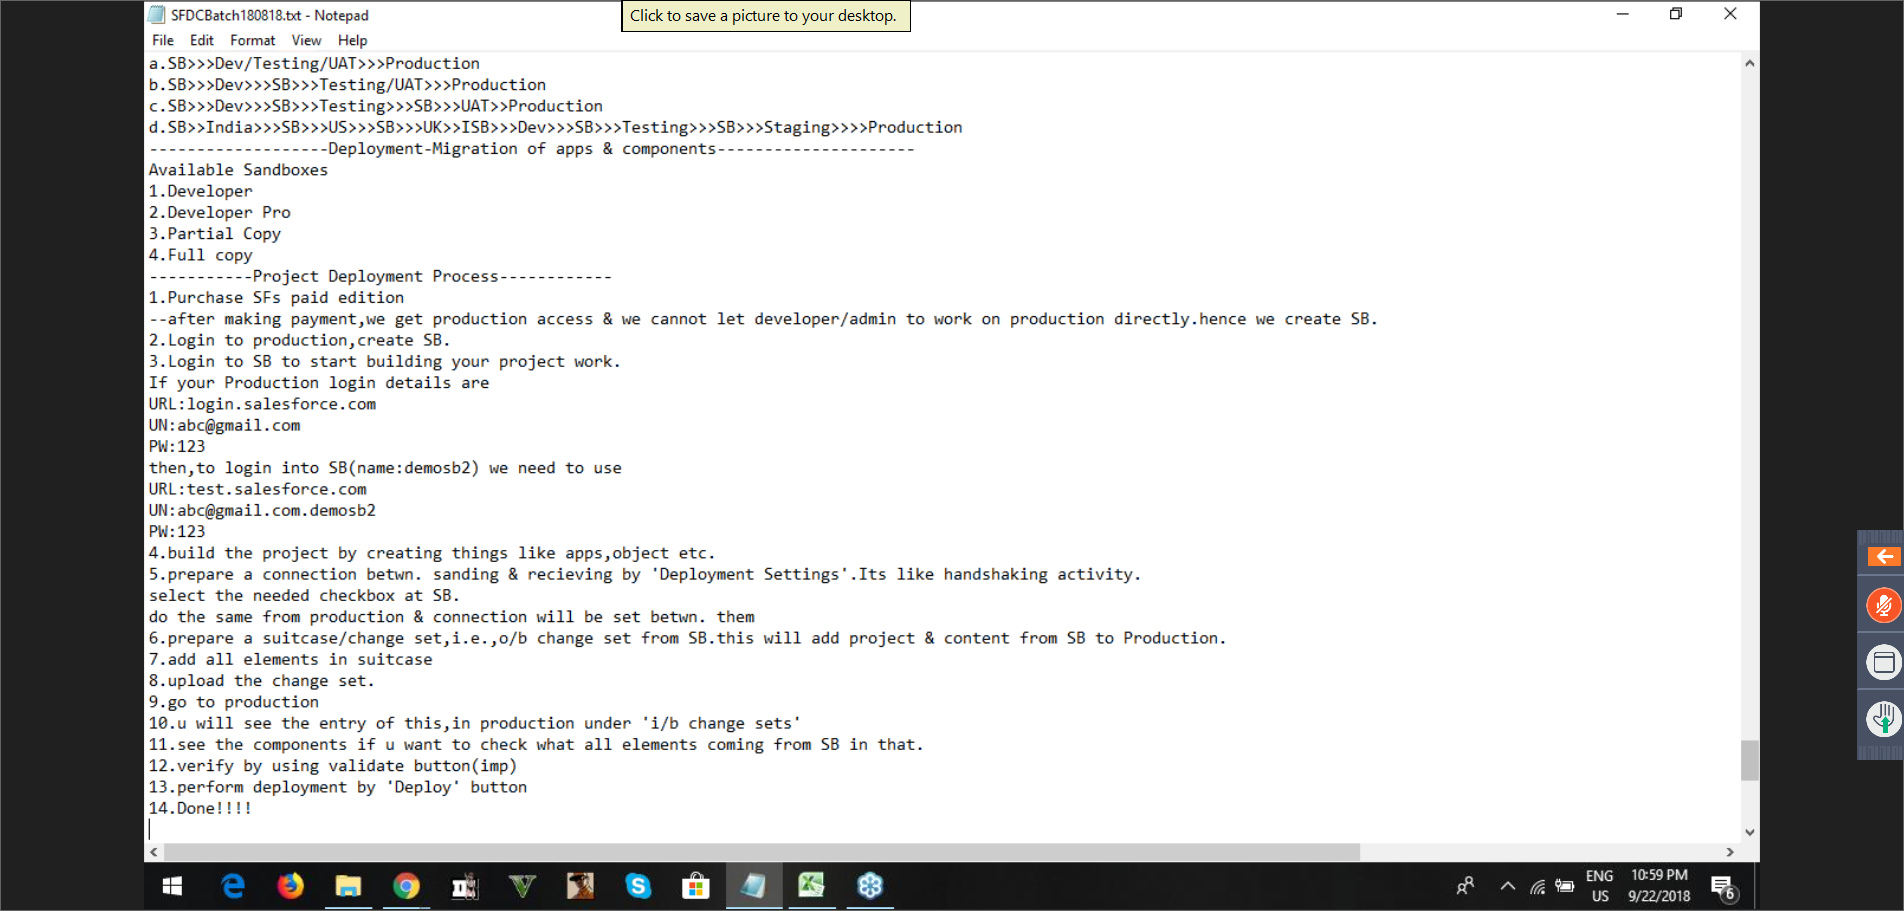 SFDCBatch180818.txt - Notepad
Click to save a picture to your desktop.
File Edit Format View Help
a.SB>>>Dev/Testing/UAT>>>Production
b.SB>>>Dev>>>SB>>>Testing/UAT>>>Production
c.SB>>>Dev>>>SB>>>Testing>>>SB>>>UAT>>Production
d.SB>>India>>>SB>>>US>>>SB>>>UK>>ISB>>>Dev>>>SB>>>Testing>>>SB>>>Staging>>>>Production
-------------------Deployment-Migration of apps & components---------------------
Available Sandboxes
1.Developer
2.Developer Pro
3.Partial Copy
4.Full copy
-----------Project Deployment Process------------
1.Purchase SFs paid edition
--after making payment,we get production access & we cannot let developer/admin to work on production directly.hence we create SB.
2.Login to production,create SB.
3.Login to SB to start building your project work.
If your Production login details are
URL:login.salesforce.com
UN:abc@gmail.com
PW:123
then,to login into SB(name:demosb2) we need to use
URL:test.salesforce.com
UN:abc@gmail.com.demosb2
PW:123
4.build the project by creating things like apps,object etc.
5.prepare a connection betwn. sanding & recieving by 'Deployment Settings'.Its like handshaking activity.
select the needed checkbox at SB.
do the same from production & connection will be set betwn. them
6.prepare a suitcase/change set,i.e.,o/b change set from SB.this will add project & content from SB to Production.
7.add all elements in suitcase
8.upload the change set.
9.go to production
10.u will see the entry of this,in production under 'i/b change sets'
11.see the components if u want to check what all elements coming from SB in that.
12.verify by using validate button(imp)
13.perform deployment by 'Deploy' button
14.Done!!!!
ENG
US
10:59 PM
9/22/2018
6